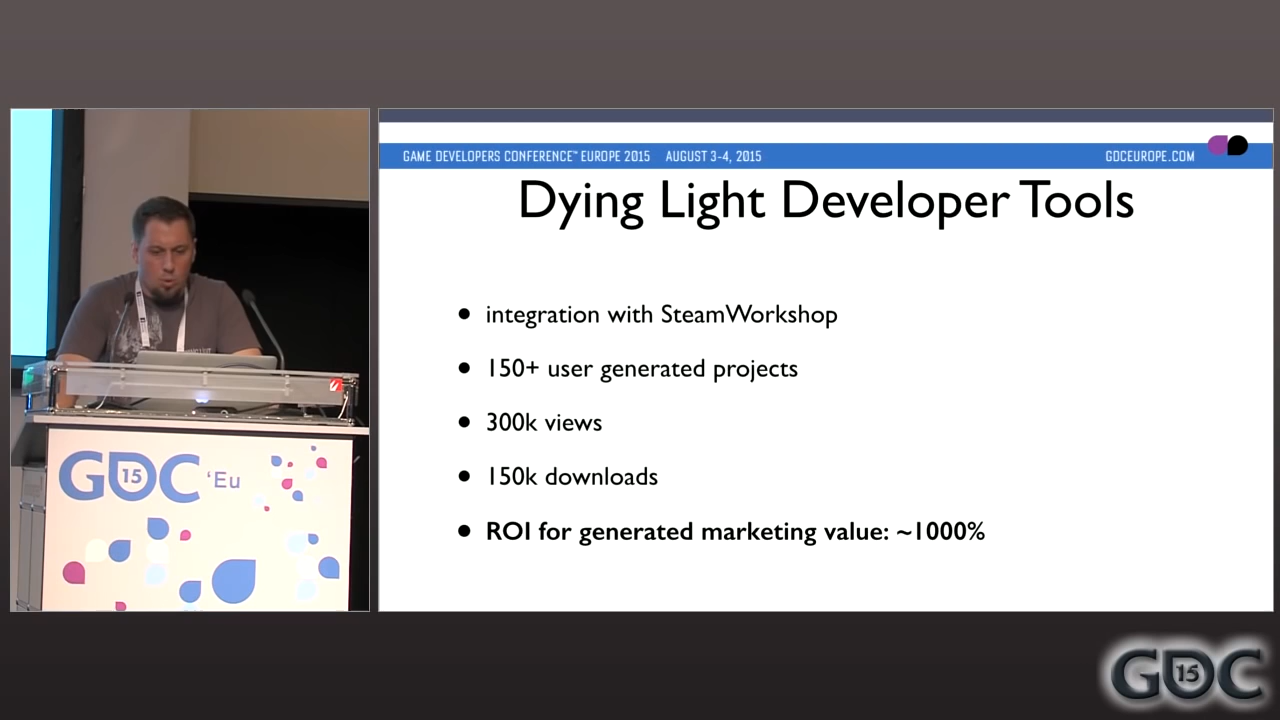 GAME DEVELOPERS CONFERENCE™ EUROPE 2015 AUGUST 3-4, 2015 GDCEUROPE.COM
Dying Light Developer Tools
• integration with SteamWorkshop
• 150+ user generated projects
• 300k views
• 150k downloads
• ROI for generated marketing value: ~1000%
GDC 15 'Eu
GDC 15